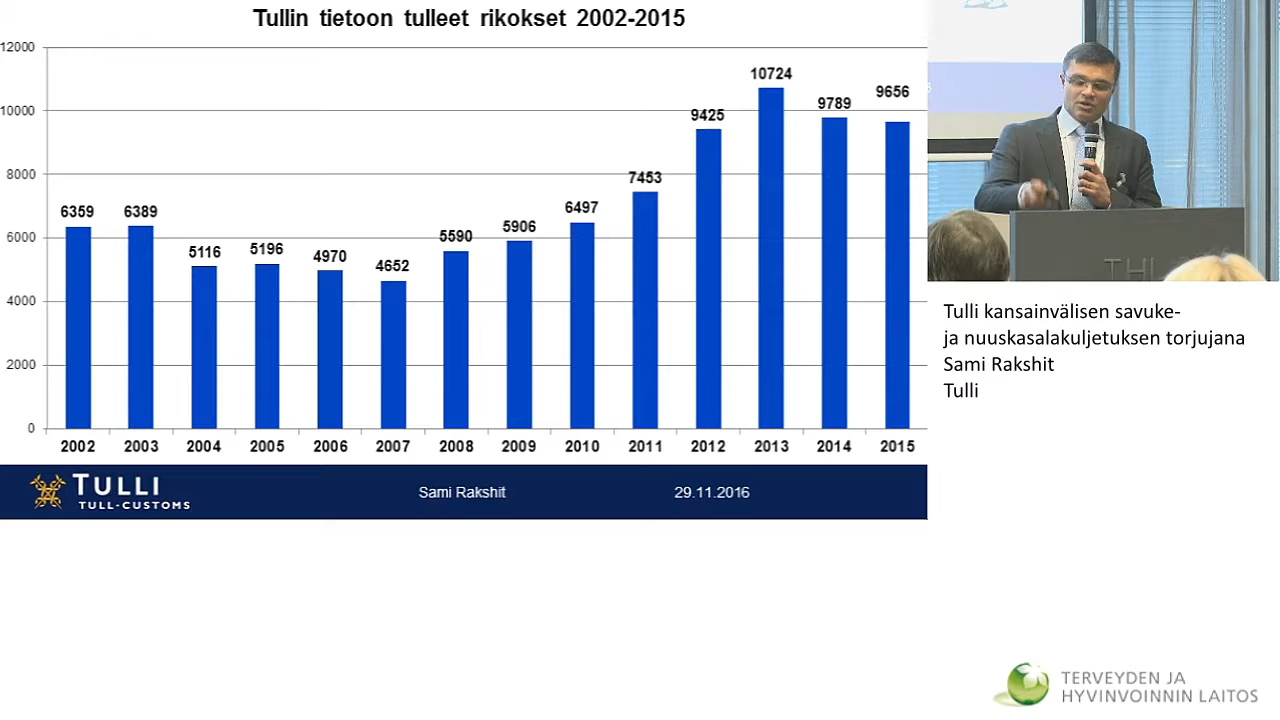 Tullin tietoon tulleet rikokset 2002-2015
12000
10000
8000
6000
4000
2000
0
6359
6389
5116
5196
4970
4652
5590
5906
6497
7453
9425
10724
9789
9656
2002 2003 2004 2005 2006 2007 2008 2009 2010 2011 2012 2013 2014 2015
TULLI
TULL·CUSTOMS
Sami Rakshit
29.11.2016
THL
Tulli kansainvälisen savuke-
ja nuuskasalakuljetuksen torjujana
Sami Rakshit
Tulli
TERVEYDEN JA
HYVINVOINNIN LAITOS